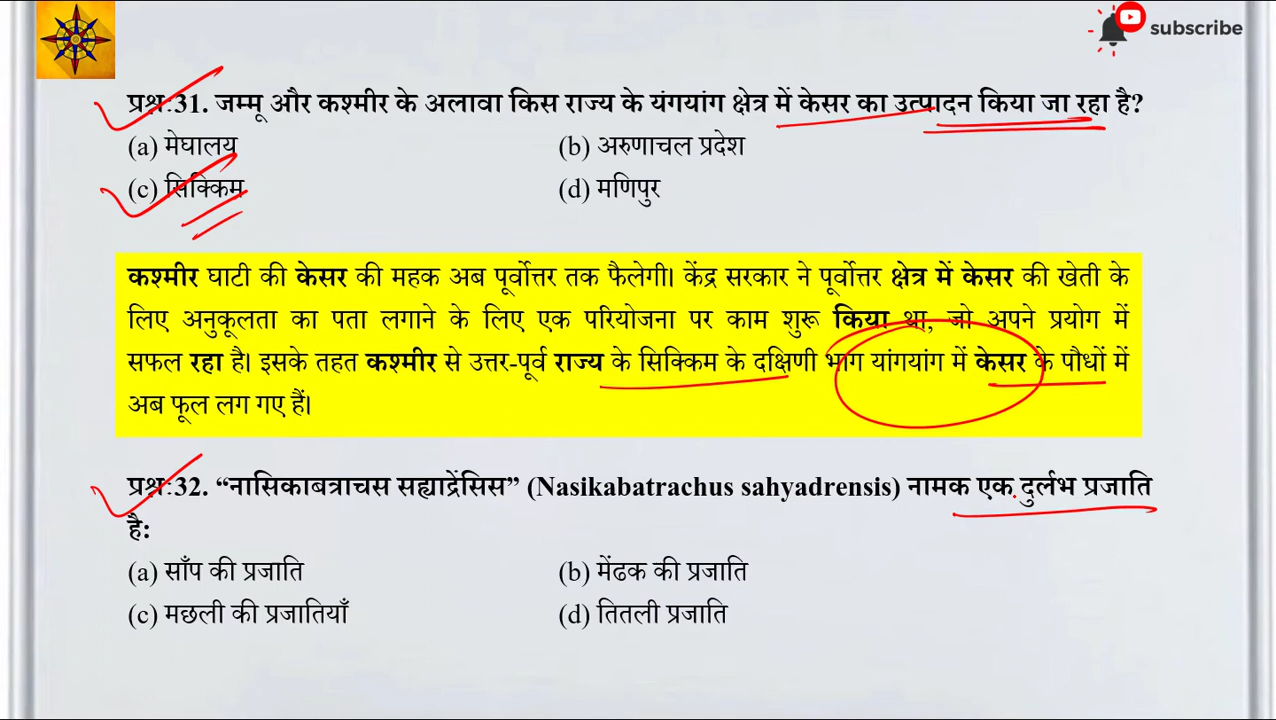 subscribe
प्रश्न:31. जम्मू और कश्मीर के अलावा किस राज्य के यंगयांग क्षेत्र में केसर का उत्पादन किया जा रहा है?
(a) मेघालय (b) अरुणाचल प्रदेश
(c) सिक्किम (d) मणिपुर
कश्मीर घाटी की केसर की महक अब पूर्वोत्तर तक फैलेगी। केंद्र सरकार ने पूर्वोत्तर क्षेत्र में केसर की खेती के
लिए अनुकूलता का पता लगाने के लिए एक परियोजना पर काम शुरू किया था, जो अपने प्रयोग में
सफल रहा है। इसके तहत कश्मीर से उत्तर-पूर्व राज्य के सिक्किम के दक्षिणी भाग यांगयांग में केसर के पौधों में
अब फूल लग गए हैं।
प्रश्न:32. “नासिकाबत्राचस सह्याद्रेंसिस” (Nasikabatrachus sahyadrensis) नामक एक दुर्लभ प्रजाति
है:
(a) साँप की प्रजाति (b) मेंढक की प्रजाति
(c) मछली की प्रजातियाँ (d) तितली प्रजाति